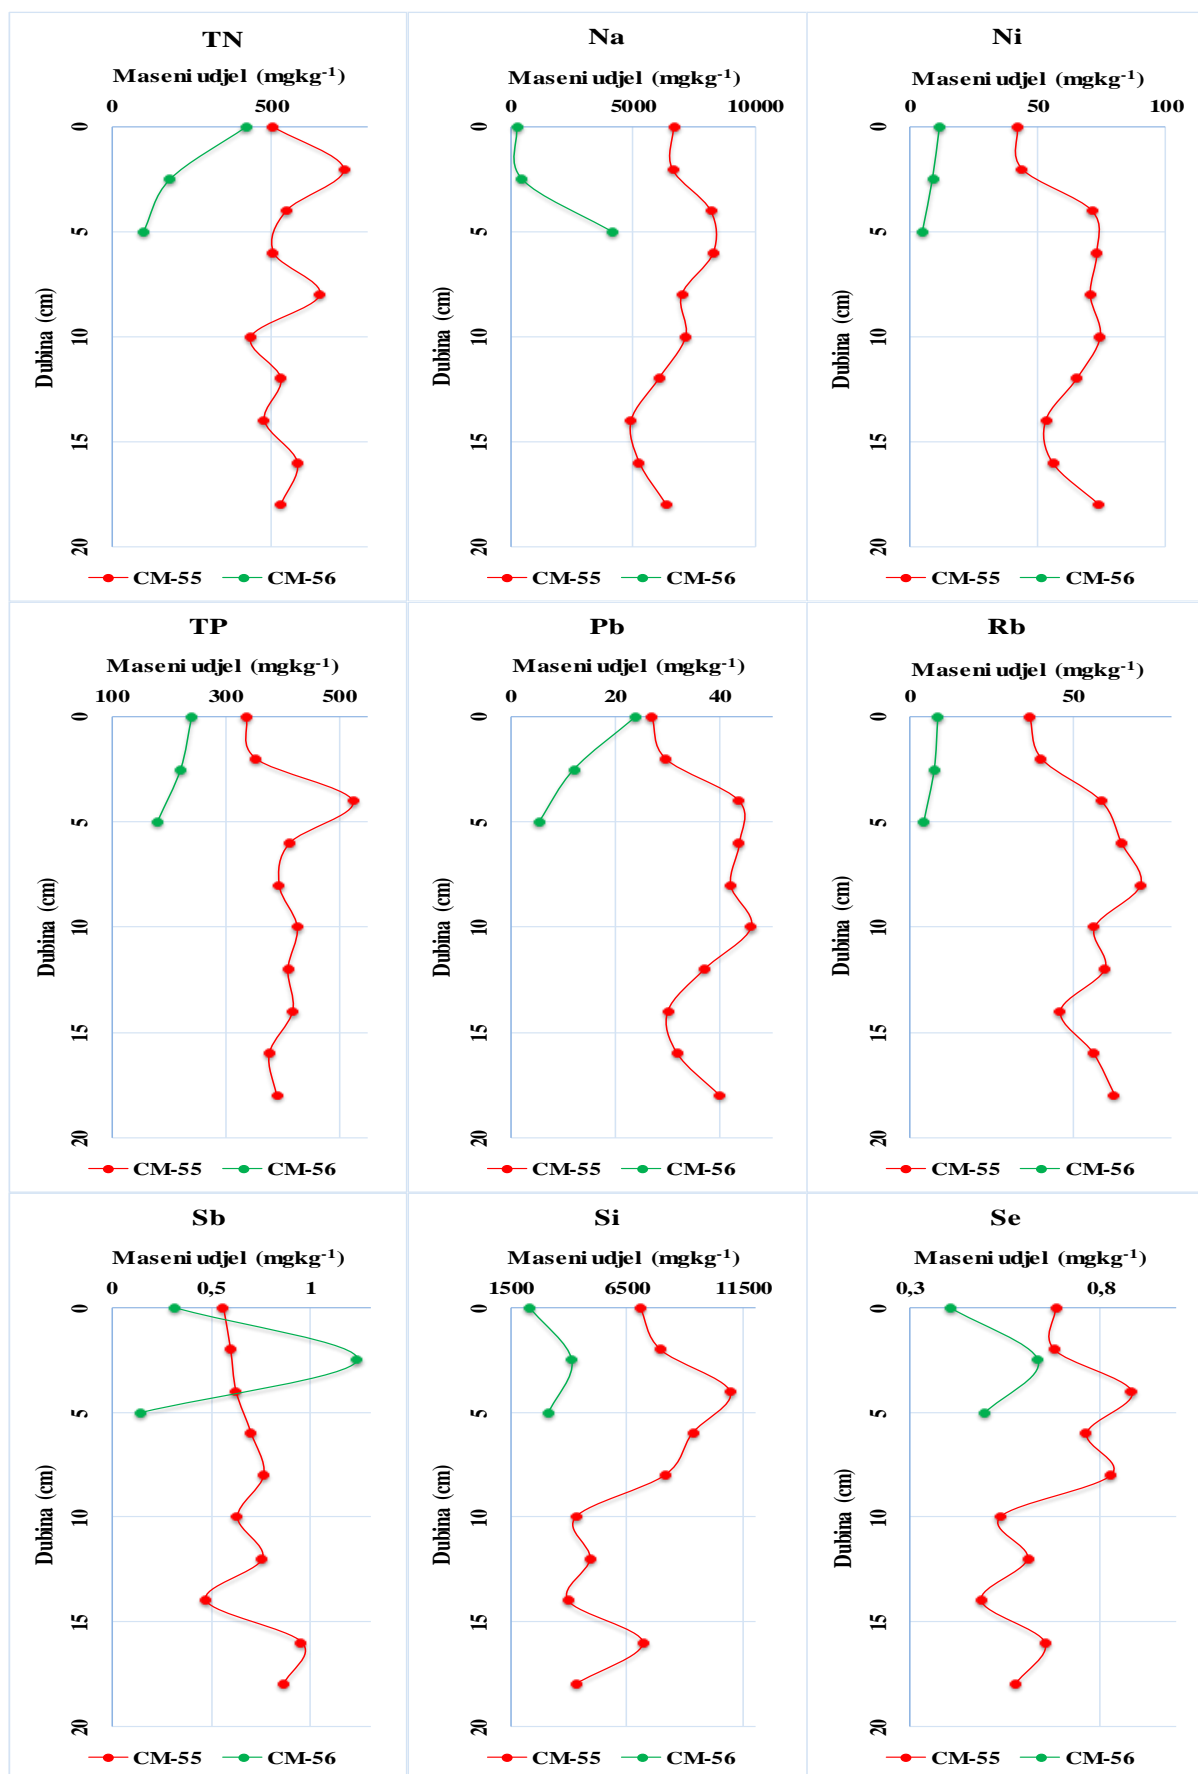 TN
Maseni udjel (mgkg-1)
0 500
Dubina (cm)
0
5
10
15
20
CM-55 CM-56
Na
Maseni udjel (mgkg-1)
0 5000 10000
Dubina (cm)
0
5
10
15
20
CM-55 CM-56
Ni
Maseni udjel (mgkg-1)
0 50 100
Dubina (cm)
0
5
10
15
20
CM-55 CM-56
TP
Maseni udjel (mgkg-1)
100 300 500
Dubina (cm)
0
5
10
15
20
CM-55 CM-56
Pb
Maseni udjel (mgkg-1)
0 20 40
Dubina (cm)
0
5
10
15
20
CM-55 CM-56
Rb
Maseni udjel (mgkg-1)
0 50
Dubina (cm)
0
5
10
15
20
CM-55 CM-56
Sb
Maseni udjel (mgkg-1)
0 0,5 1
Dubina (cm)
0
5
10
15
20
CM-55 CM-56
Si
Maseni udjel (mgkg-1)
1500 6500 11500
Dubina (cm)
0
5
10
15
20
CM-55 CM-56
Se
Maseni udjel (mgkg-1)
0,3 0,8
Dubina (cm)
0
5
10
15
20
CM-55 CM-56